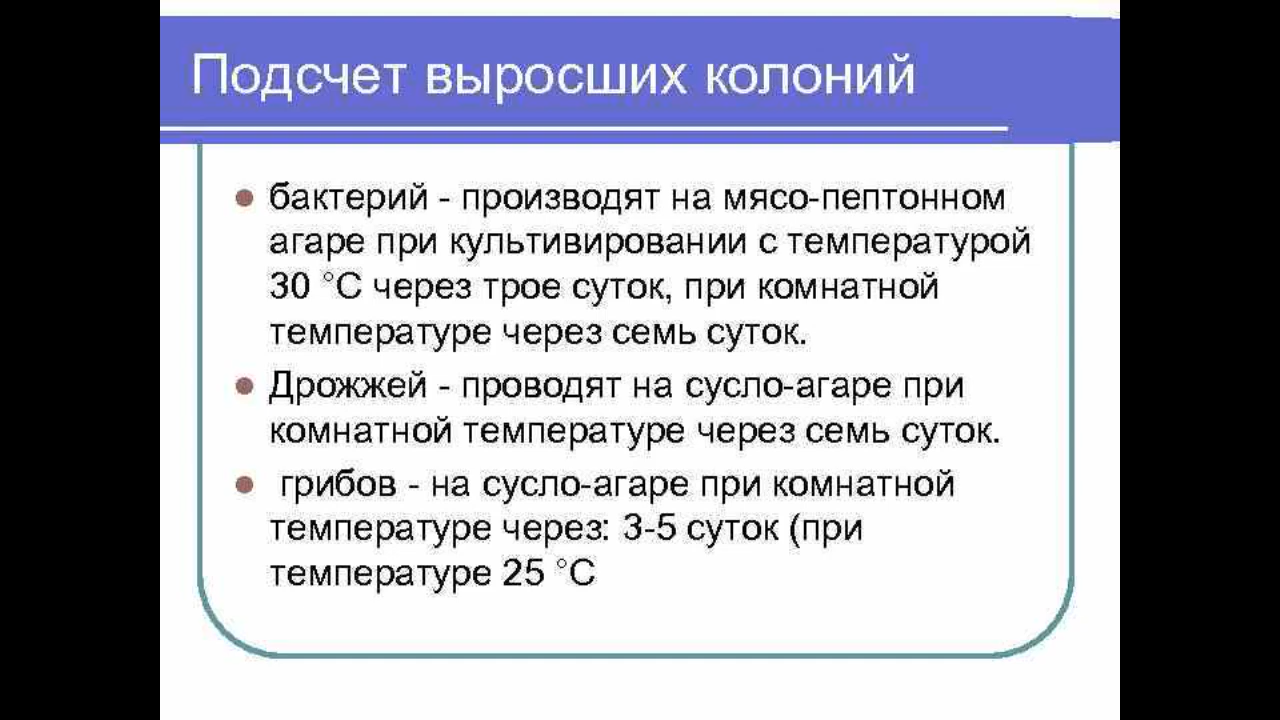 Подсчет выросших колоний
бактерий - производят на мясо-пептонном
агаре при культивировании с температурой
30 °С через трое суток, при комнатной
температуре через семь суток.
Дрожжей - проводят на сусло-агаре при
комнатной температуре через семь суток.
грибов - на сусло-агаре при комнатной
температуре через: 3-5 суток (при
температуре 25 °С